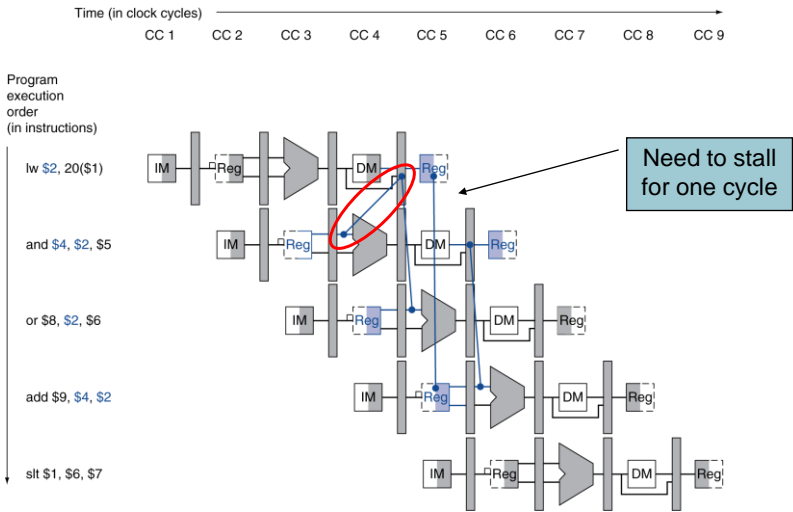 Time (in clock cycles)
CC 1 CC 2 CC 3 CC 4 CC 5 CC 6 CC 7 CC 8 CC 9
Program
execution
order
(in instructions)
lw $2, 20($1) IM Reg DM Reg
Need to stall
for one cycle
and $4, $2, $5 IM Reg DM Reg
or $8, $2, $6 IM Reg DM Reg
add $9, $4, $2 IM Reg DM Reg
slt $1, $6, $7 IM Reg DM Reg